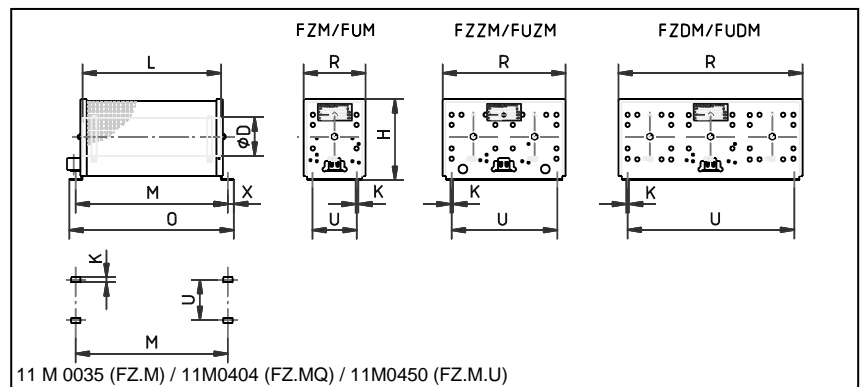 FZM/FUM
FZZM/FUZM
FZDM/FUDM
L
R
R
R
H
ØD
M
X
O
K
U
K
U
K
U
K
U
M
11 M 0035 (FZ.M) / 11M0404 (FZ.MQ) / 11M0450 (FZ.M.U)